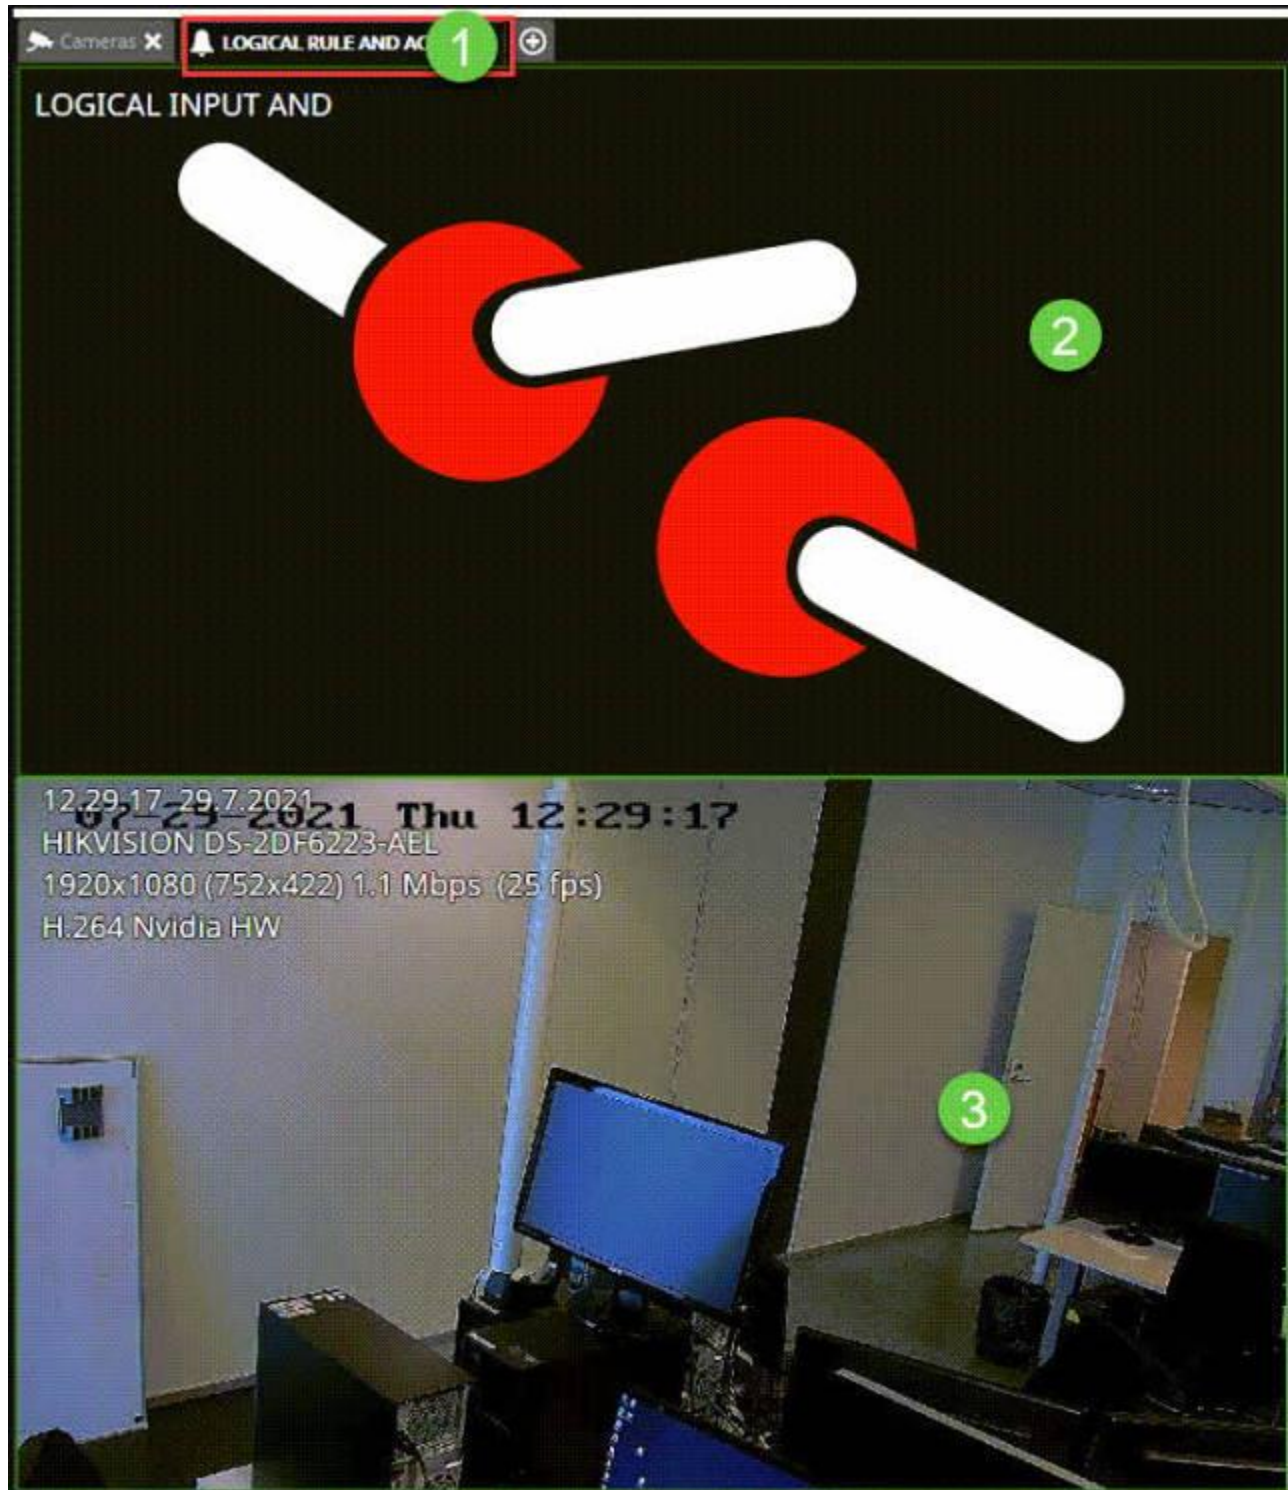 Cameras
LOGICAL RULE AND AC
1
LOGICAL INPUT AND
2
12.29.17 29.7.2021
07-29-2021 Thu 12:29:17
HIKVISION DS-2DF6223-AEL
1920x1080 (752x422) 1.1 Mbps (25 fps)
H.264 Nvidia HW
3